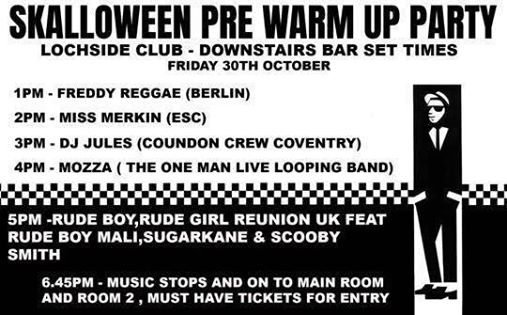 SKALLOWEEN PRE WARM UP PARTY
LOCHSIDE CLUB - DOWNSTAIRS BAR SET TIMES
FRIDAY 30TH OCTOBER
1PM - FREDDY REGGAE (BERLIN)
2PM - MISS MERKIN (ESC)
3PM - DJ JULES (COUNDON CREW COVENTRY)
4PM - MOZZA ( THE ONE MAN LIVE LOOPING BAND)
5PM -RUDE BOY,RUDE GIRL REUNION UK FEAT
RUDE BOY MALI,SUGARKANE & SCOOBY
SMITH
6.45PM - MUSIC STOPS AND ON TO MAIN ROOM
AND ROOM 2 , MUST HAVE TICKETS FOR ENTRY